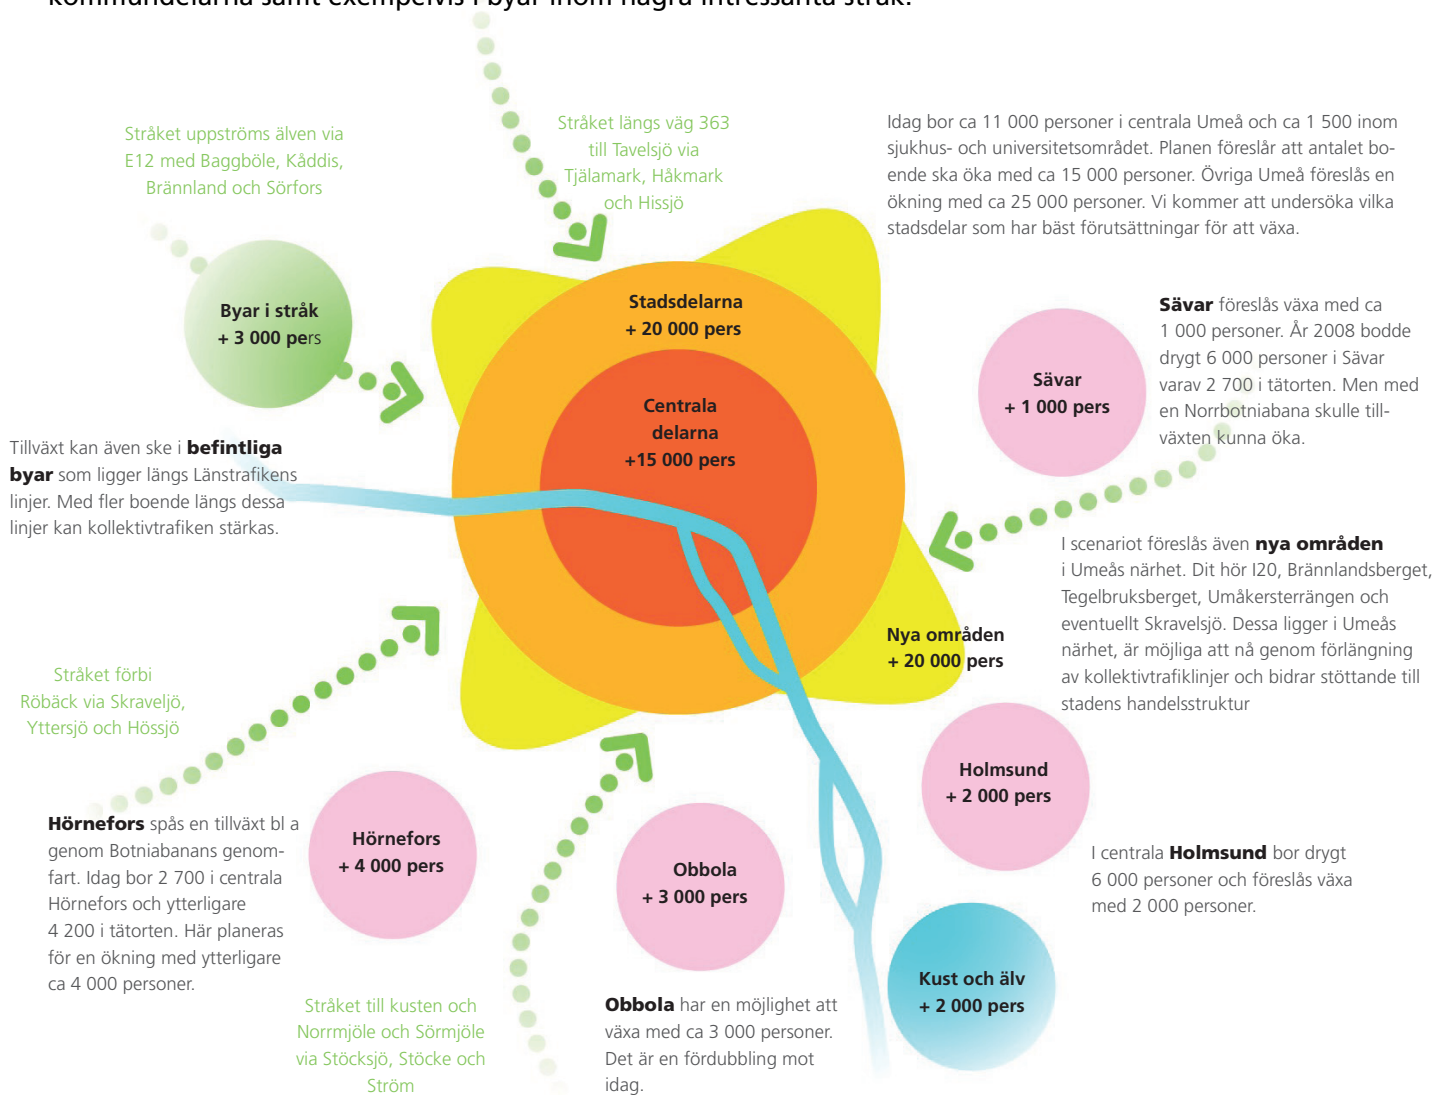 kommundelarna samt exempelvis i byar inom några intressanta stråk.
Stråket uppströms älven via
E12 med Baggböle, Kåddis,
Brännland och Sörfors
Stråket längs väg 363
till Tavelsjö via
Tjälamark, Håkmark
och Hissjö
Idag bor ca 11 000 personer i centrala Umeå och ca 1 500 inom
sjukhus- och universitetsområdet. Planen föreslår att antalet bo-
ende ska öka med ca 15 000 personer. Övriga Umeå föreslås en
ökning med ca 25 000 personer. Vi kommer att undersöka vilka
stadsdelar som har bäst förutsättningar för att växa.
Byar i stråk
+ 3 000 pers
Stadsdelarna
+ 20 000 pers
Centrala
delarna
+15 000 pers
Sävar
+ 1 000 pers
Sävar föreslås växa med ca
1 000 personer. År 2008 bodde
drygt 6 000 personer i Sävar
varav 2 700 i tätorten. Men med
en Norrbotniabana skulle till-
växten kunna öka.
Tillväxt kan även ske i befintliga
byar som ligger längs Länstrafikens
linjer. Med fler boende längs dessa
linjer kan kollektivtrafiken stärkas.
I scenariot föreslås även nya områden
i Umeås närhet. Dit hör I20, Brännlandsberget,
Tegelbruksberget, Umåkersterrängen och
eventuellt Skravelsjö. Dessa ligger i Umeås
närhet, är möjliga att nå genom förlängning
av kollektivtrafiklinjer och bidrar stöttande till
stadens handelsstruktur
Nya områden
+ 20 000 pers
Stråket förbi
Röbäck via Skraveljö,
Yttersjö och Hössjö
Holmsund
+ 2 000 pers
Hörnefors spås en tillväxt bl a
genom Botniabanans genom-
fart. Idag bor 2 700 i centrala
Hörnefors och ytterligare
4 200 i tätorten. Här planeras
för en ökning med ytterligare
ca 4 000 personer.
Hörnefors
+ 4 000 pers
Obbola
+ 3 000 pers
I centrala Holmsund bor drygt
6 000 personer och föreslås växa
med 2 000 personer.
Kust och älv
+ 2 000 pers
Stråket till kusten och
Norrmjöle och Sörmjöle
via Stöcksjö, Stöcke och
Ström
Obbola har en möjlighet att
växa med ca 3 000 personer.
Det är en fördubbling mot
idag.